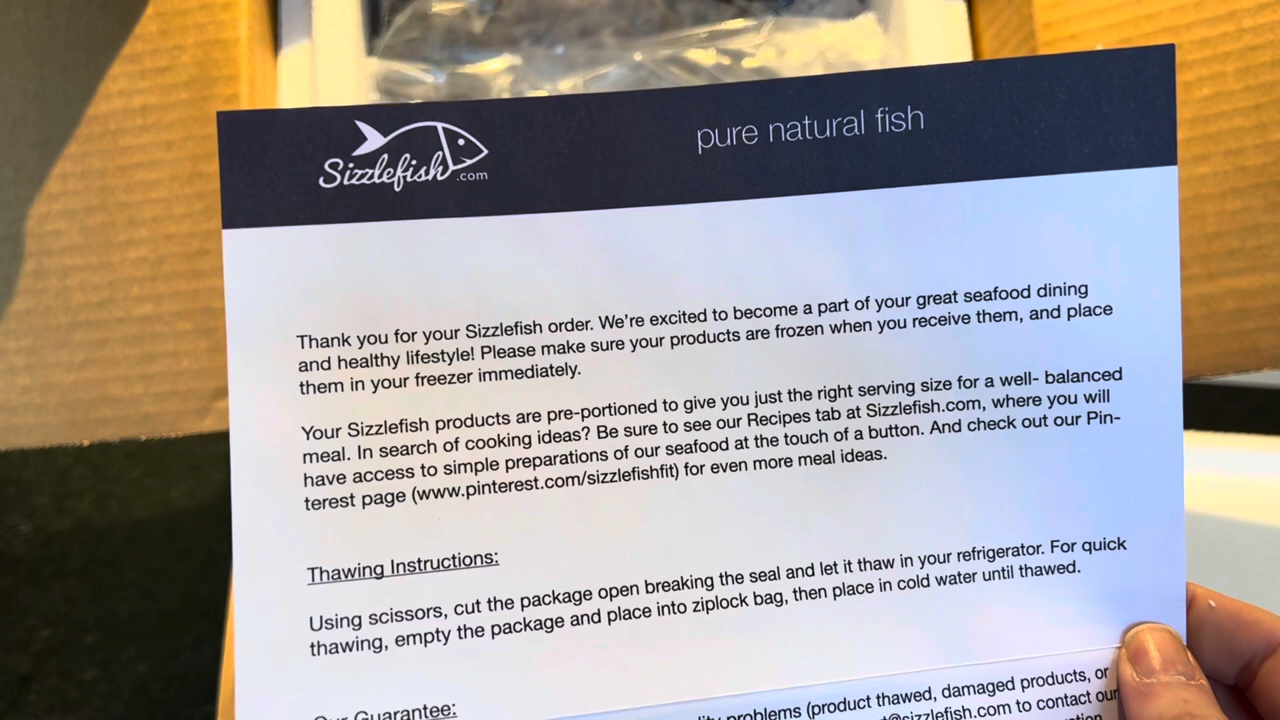 Sizzlefish.com
pure natural fish
Thank you for your Sizzlefish order. We're excited to become a part of your great seafood dining
and healthy lifestyle! Please make sure your products are frozen when you receive them, and place
them in your freezer immediately.
Your Sizzlefish products are pre-portioned to give you just the right serving size for a well- balanced
meal. In search of cooking ideas? Be sure to see our Recipes tab at Sizzlefish.com, where you will
have access to simple preparations of our seafood at the touch of a button. And check out our Pin-
terest page (www.pinterest.com/sizzlefishfit) for even more meal ideas.
Thawing Instructions:
Using scissors, cut the package open breaking the seal and let it thaw in your refrigerator. For quick
thawing, empty the package and place into ziplock bag, then place in cold water until thawed.
Our Guarantee:
problems (product thawed, damaged products, or
@sizzlefish.com to contact our